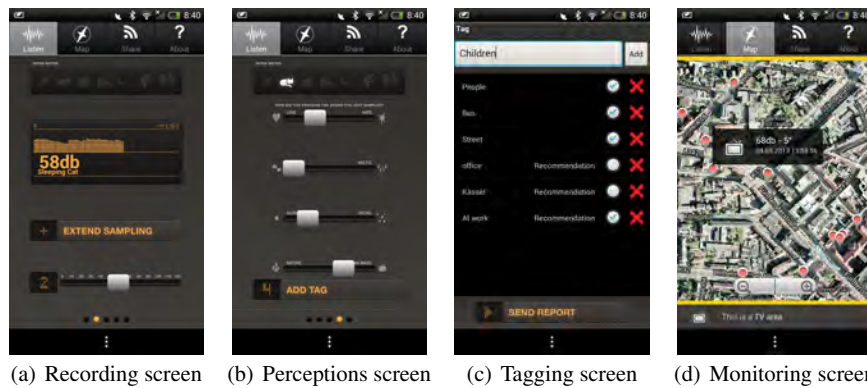 8:40
Listen
Map
Share
?
About
58db
Sleeping Cat
+ EXTEND SAMPLING
2
8:40
Listen
Map
Share
?
About
LOVE
HATE
HECTIC
4 ADD TAG
8:40
Tag
Children
Add
People
Bus
Street
office Recommendation
Kassel Recommendation
At work Recommendation
SEND REPORT
8:40
Listen
Map
Share
?
About
68db - 5"
This is a TV area
(a) Recording screen
(b) Perceptions screen
(c) Tagging screen
(d) Monitoring screen